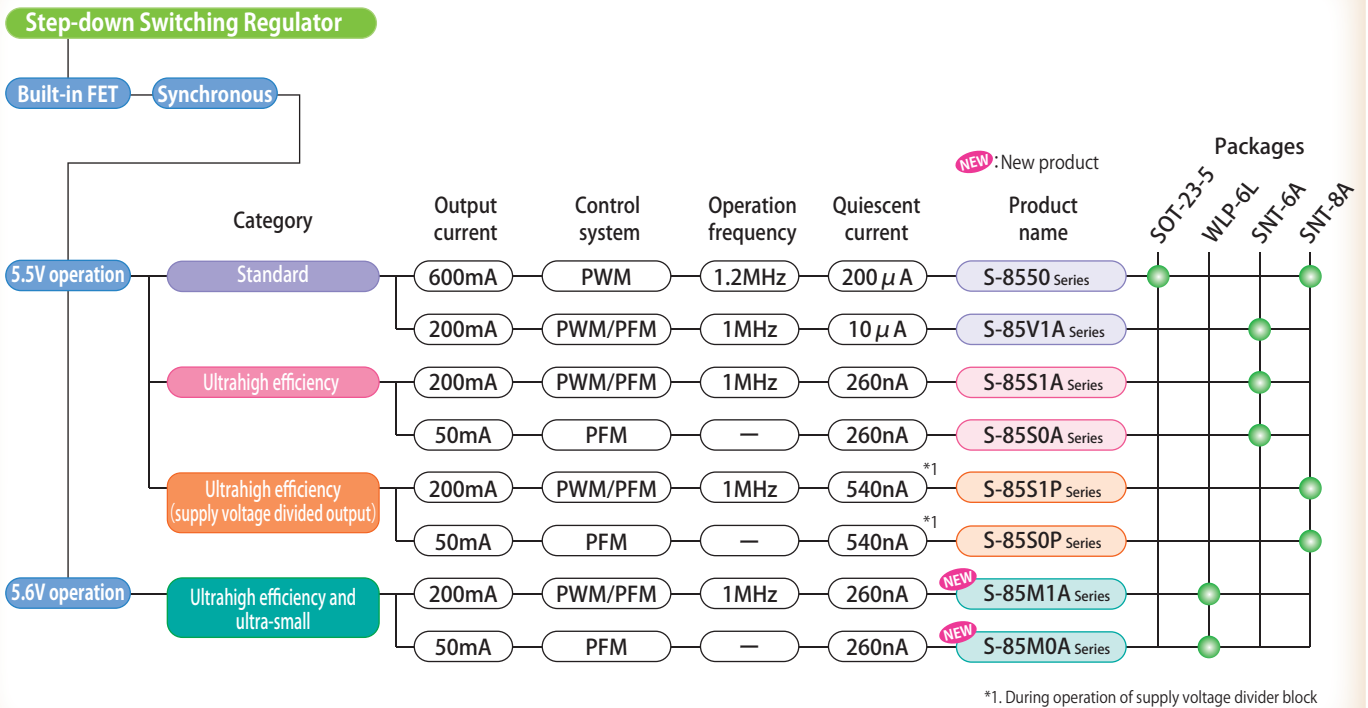 Step-down Switching Regulator
Built-in FET
Synchronous
NEW : New product
Packages
Category
Output current
Control system
Operation frequency
Quiescent current
Product name
SOT-23-5
WLP-6L
SNT-6A
SNT-8A
5.5V operation
Standard
600mA PWM 1.2MHz 200 μA S-8550 Series
200mA PWM/PFM 1MHz 10 μA S-85V1A Series
Ultrahigh efficiency
200mA PWM/PFM 1MHz 260nA S-85S1A Series
50mA PFM — 260nA S-85S0A Series
Ultrahigh efficiency
(supply voltage divided output)
200mA PWM/PFM 1MHz 540nA *1 S-85S1P Series
50mA PFM — 540nA *1 S-85S0P Series
5.6V operation
Ultrahigh efficiency and
ultra-small
200mA PWM/PFM 1MHz 260nA NEW S-85M1A Series
50mA PFM — 260nA NEW S-85M0A Series
*1. During operation of supply voltage divider block